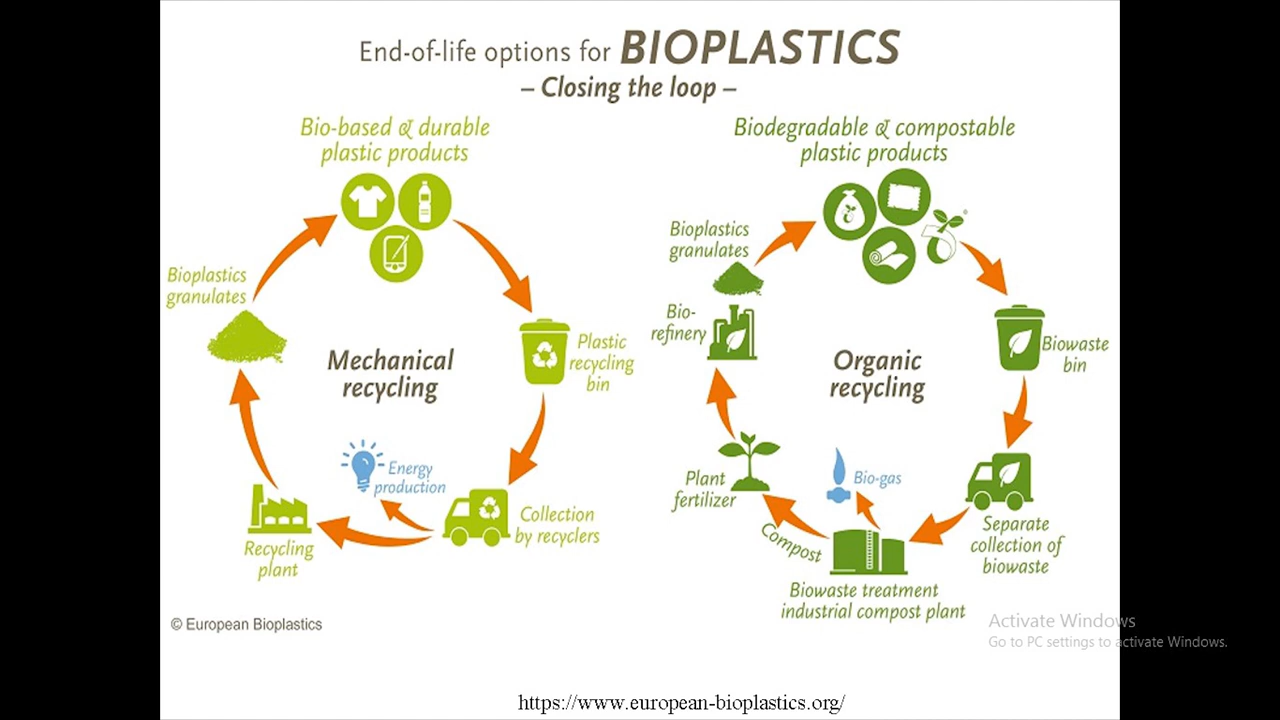 End-of-life options for BIOPLASTICS
– Closing the loop –
Bio-based & durable
plastic products
Bioplastics
granulates
Mechanical
recycling
Plastic
recycling
bin
Energy
production
Collection
by recyclers
Recycling
plant
Biodegradable & compostable
plastic products
Bioplastics
granulates
Bio-
refinery
Organic
recycling
Biowaste
bin
Plant
fertilizer
Bio-gas
Compost
Separate
collection of
biowaste
Biowaste treatment
industrial compost plant
© European Bioplastics
Activate Windows
Go to PC settings to activate Windows.
https://www.european-bioplastics.org/